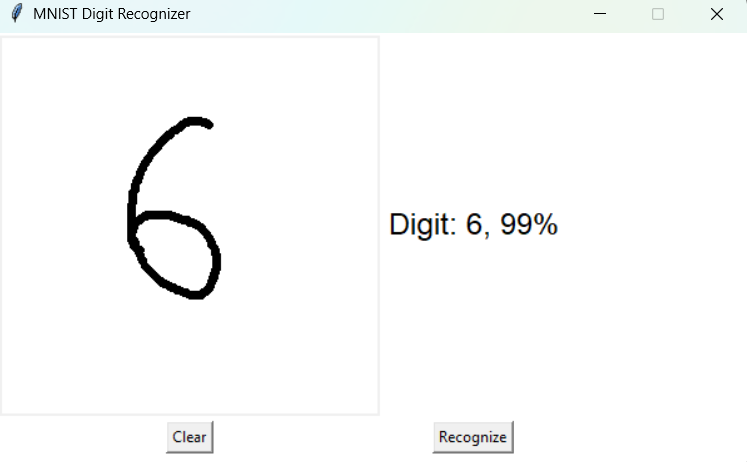 MNIST Digit Recognizer
6
Digit: 6, 99%
Clear
Recognize